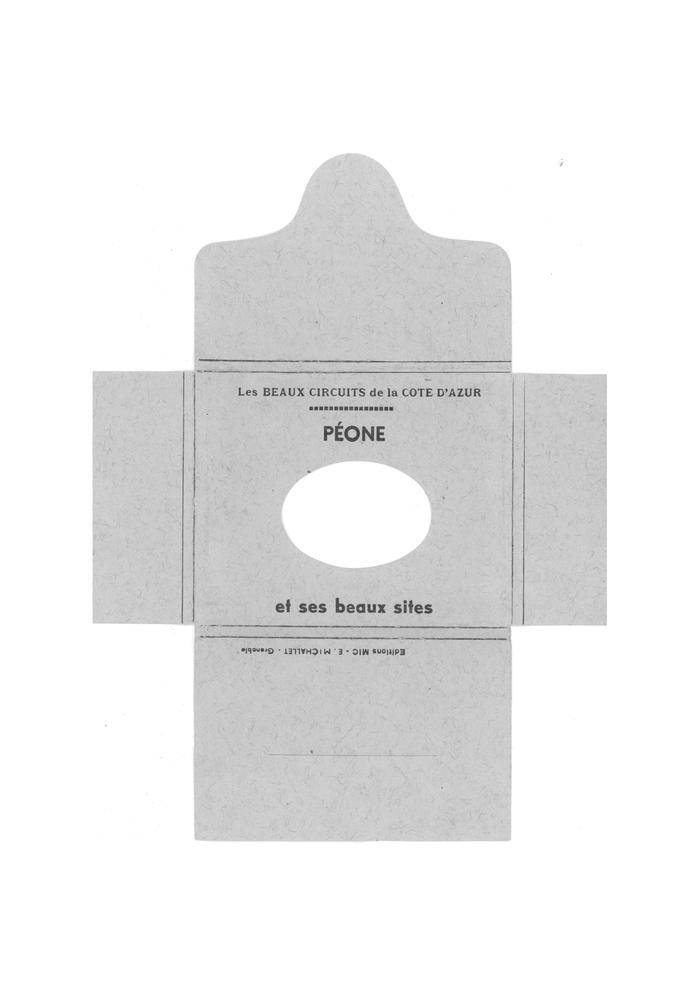 Les BEAUX CIRCUITS de la COTE D'AZUR
PÉONE
et ses beaux sites
Editions MIC - E. MICHALLET - Grenoble